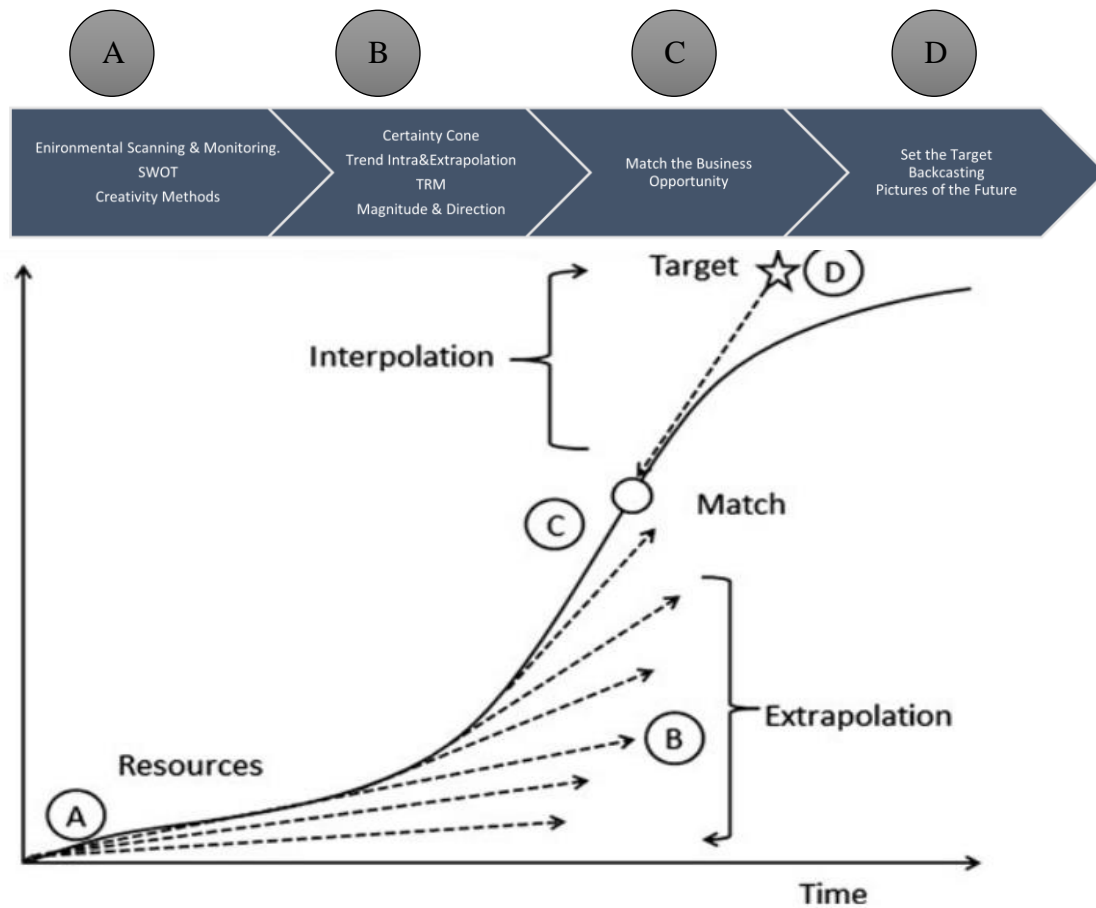 A
B
C
D
Enironmental Scanning & Monitoring.
SWOT
Creativity Methods
Certainty Cone
Trend Intra&Extrapolation
TRM
Magnitude & Direction
Match the Business
Opportunity
Set the Target
Backcasting
Pictures of the Future
Target
D
Interpolation
C
Match
Extrapolation
B
Resources
A
Time